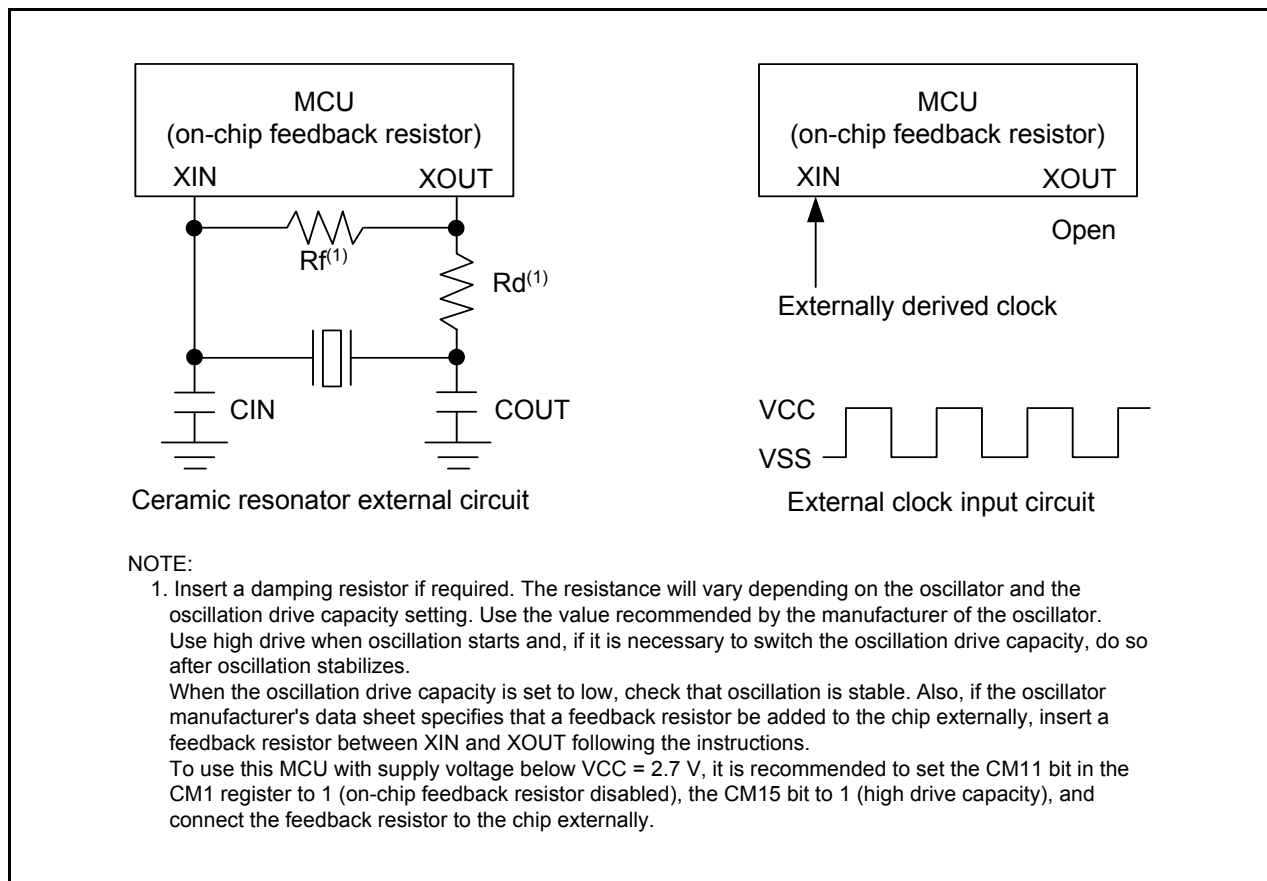 MCU
(on-chip feedback resistor)
XIN XOUT
Rf(1)
Rd(1)
CIN
COUT
Ceramic resonator external circuit
MCU
(on-chip feedback resistor)
XIN XOUT
Open
Externally derived clock
VCC
VSS
External clock input circuit
NOTE:
1. Insert a damping resistor if required. The resistance will vary depending on the oscillator and the
oscillation drive capacity setting. Use the value recommended by the manufacturer of the oscillator.
Use high drive when oscillation starts and, if it is necessary to switch the oscillation drive capacity, do so
after oscillation stabilizes.
When the oscillation drive capacity is set to low, check that oscillation is stable. Also, if the oscillator
manufacturer's data sheet specifies that a feedback resistor be added to the chip externally, insert a
feedback resistor between XIN and XOUT following the instructions.
To use this MCU with supply voltage below VCC = 2.7 V, it is recommended to set the CM11 bit in the
CM1 register to 1 (on-chip feedback resistor disabled), the CM15 bit to 1 (high drive capacity), and
connect the feedback resistor to the chip externally.